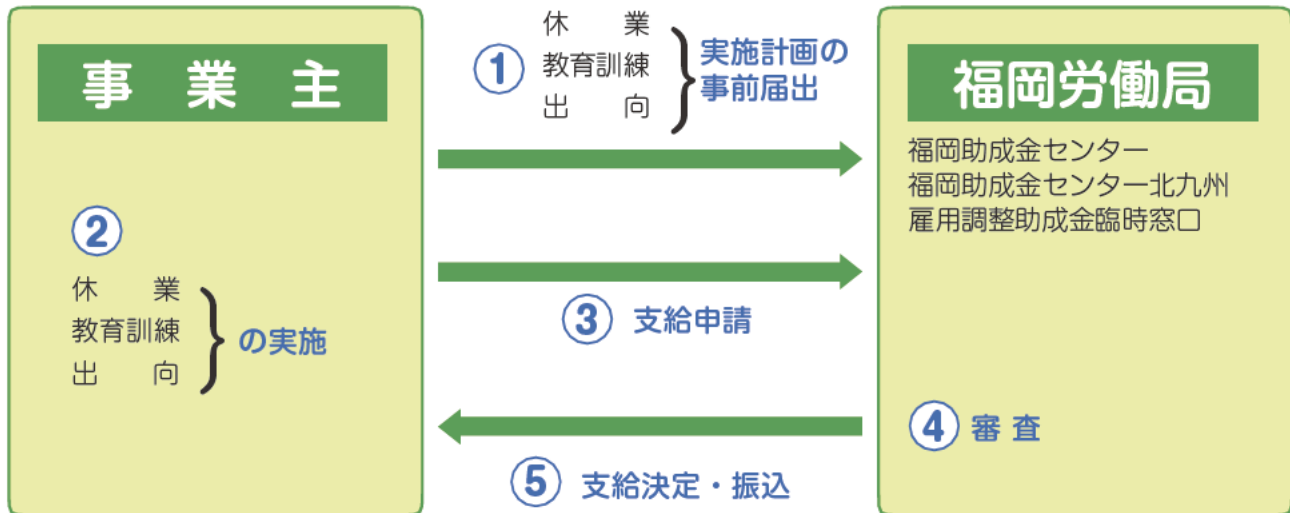 事業主
② 
休業
教育訓練
出向
の実施
① 
休業
教育訓練
出向
実施計画の
事前届出
③ 支給申請
⑤ 支給決定・振込
福岡労働局
福岡助成金センター
福岡助成金センター北九州
雇用調整助成金臨時窓口
④ 審査